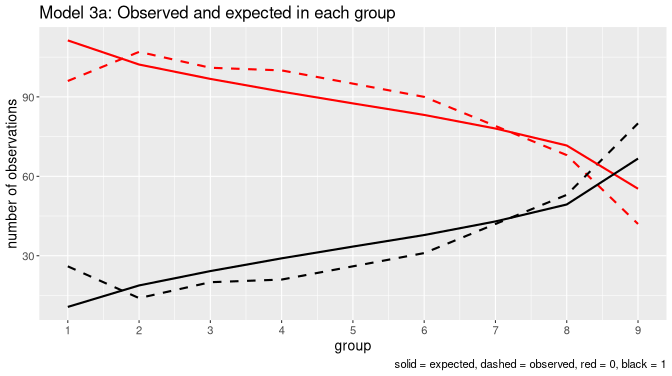 Model 3a: Observed and expected in each group
number of observations
90
60
30
1 2 3 4 5 6 7 8 9
group
solid = expected, dashed = observed, red = 0, black = 1